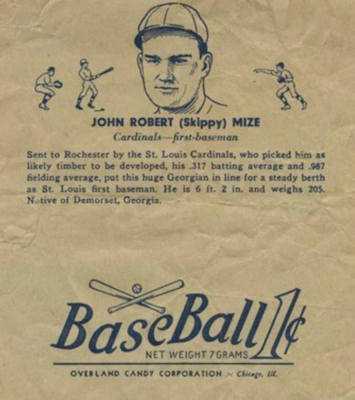 JOHN ROBERT (Skippy) MIZE
Cardinals—first-baseman
Sent to Rochester by the St. Louis Cardinals, who picked him as
likely timber to be developed, his .317 batting average and .987
fielding average, put this huge Georgian in line for a steady berth
as St. Louis first baseman. He is 6 ft. 2 in. and weighs 205.
N tive of Demorset, Georgia.
BaseBall 1¢
NET WEIGHT 7 GRAMS
OVERLAND CANDY CORPORATION ~ Chicago, Ill.